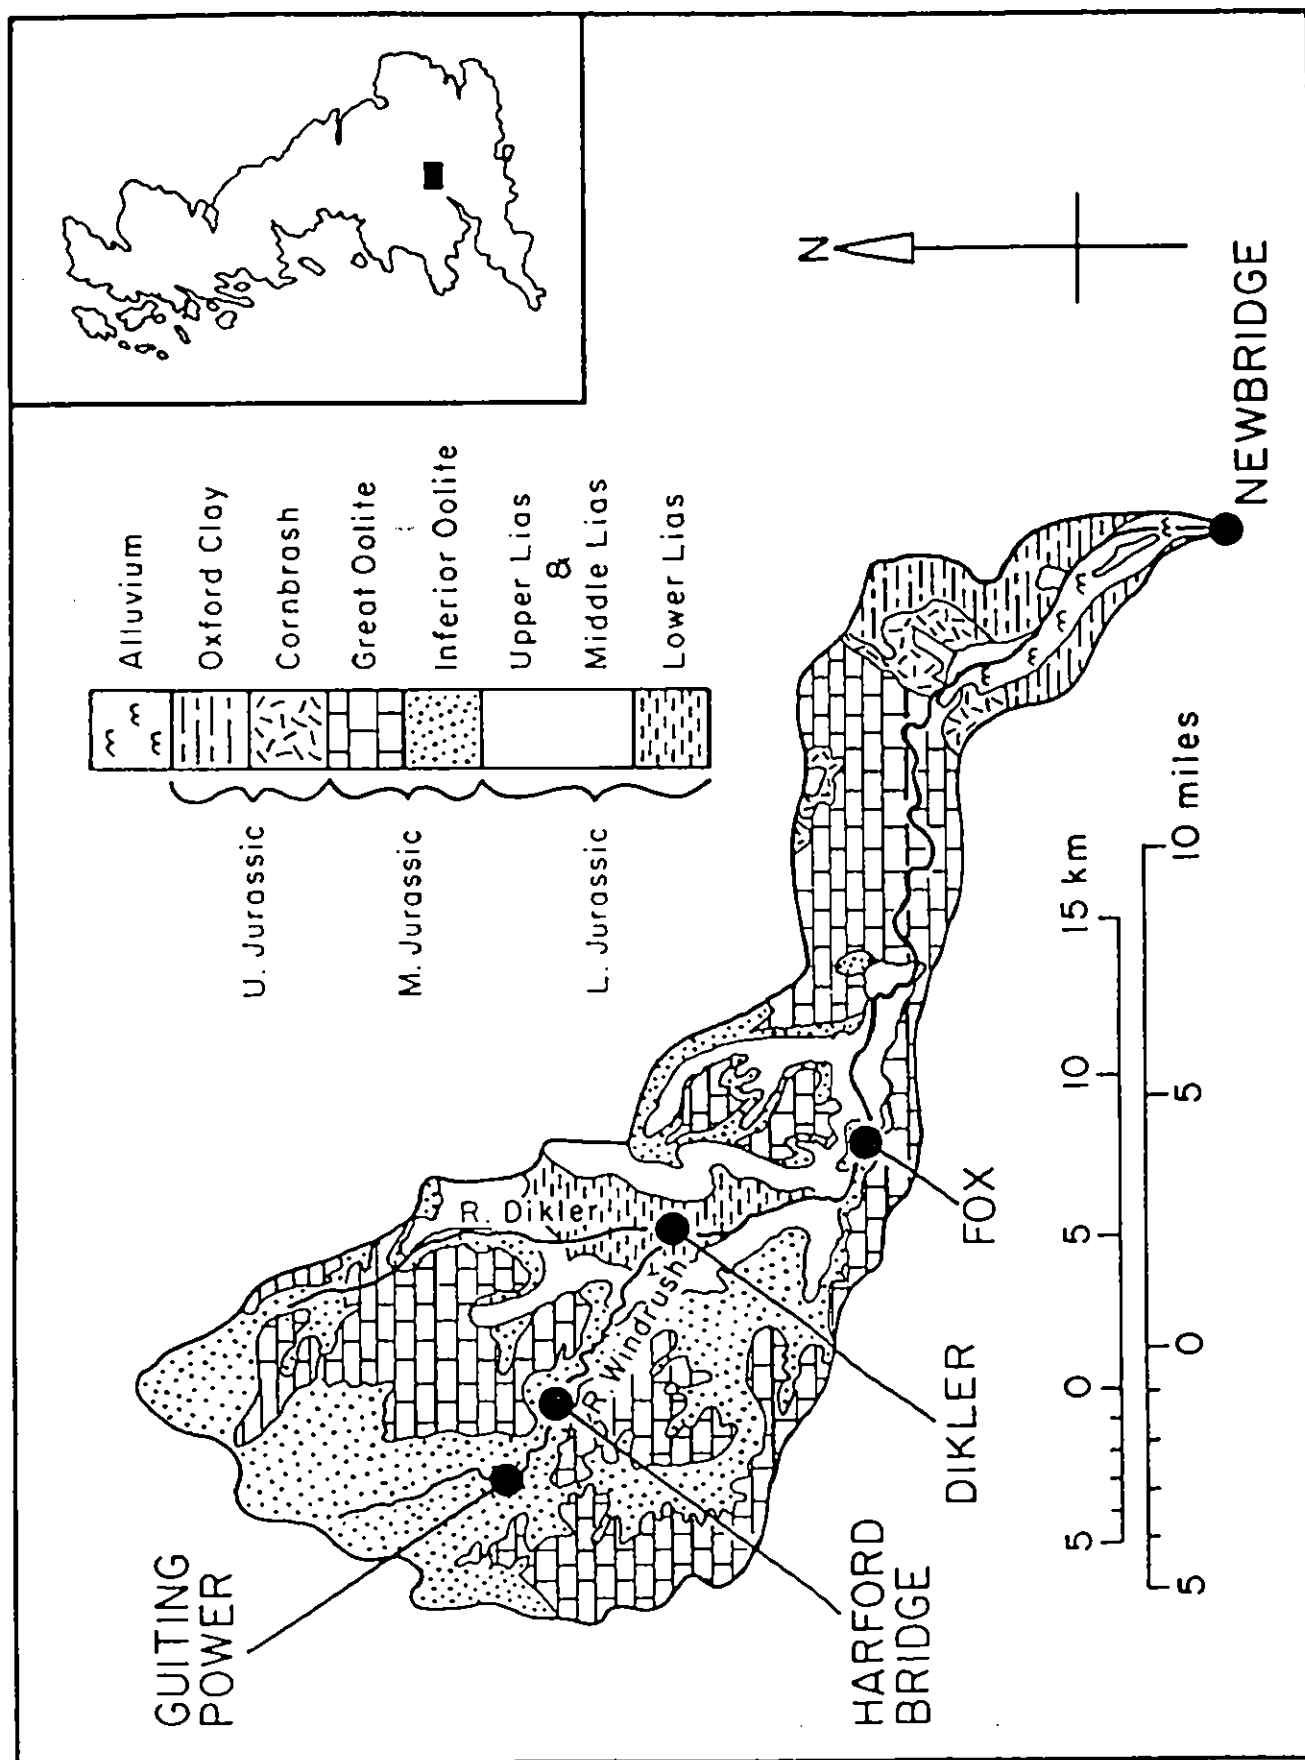 Alluvium
Oxford Clay
Cornbrash
Great Oolite
Inferior Oolite
Upper Lias
&
Middle Lias
Lower Lias
U. Jurassic
M. Jurassic
L. Jurassic
N
R. Dikler
R. Windrush
GUITING
POWER
HARFORD
BRIDGE
DIKLER
FOX
NEWBRIDGE
5 0 5 10 15 km
5 0 5 10 miles